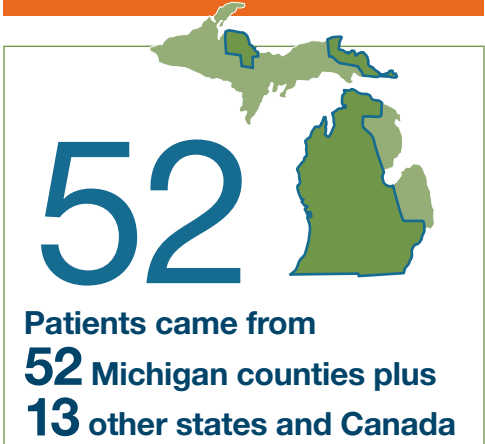 52
Patients came from
52 Michigan counties plus
13 other states and Canada